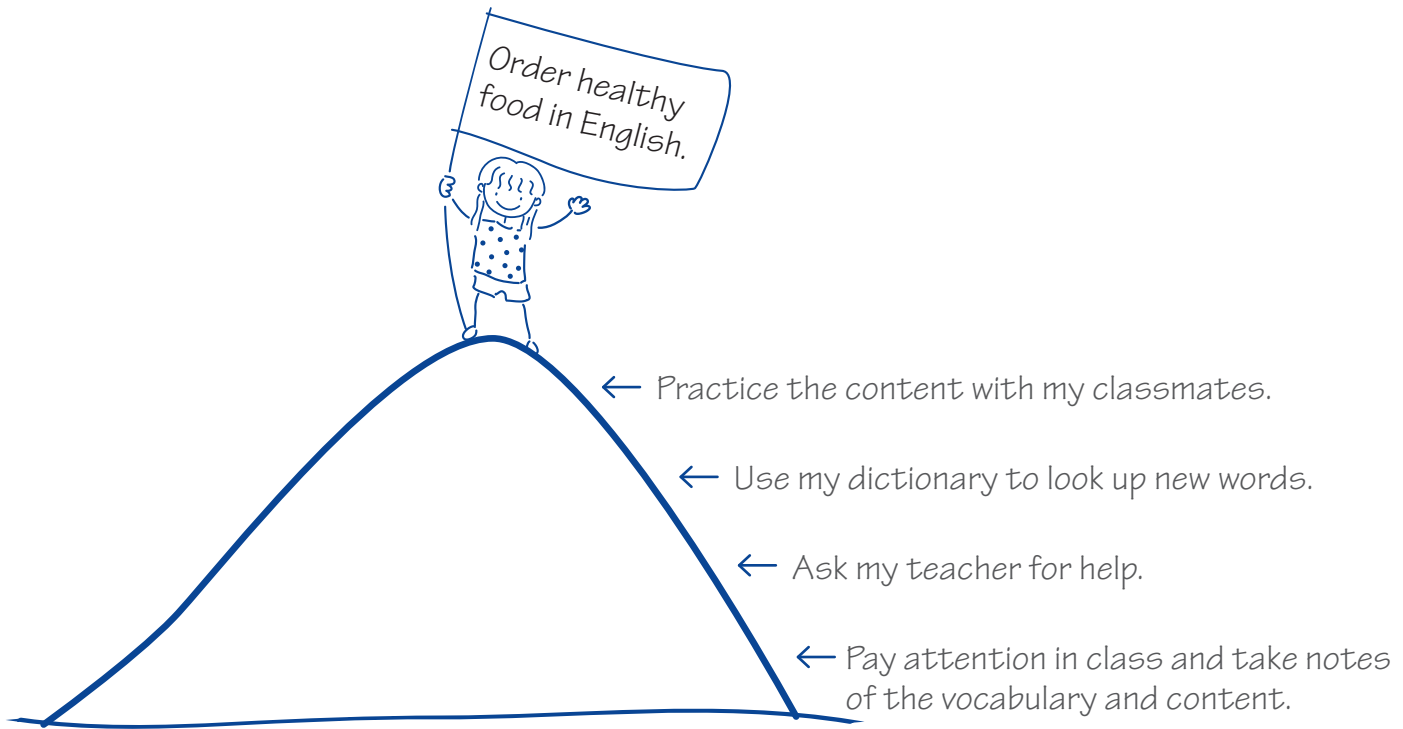 Order healthy
food in English.
Practice the content with my classmates.
Use my dictionary to look up new words.
Ask my teacher for help.
Pay attention in class and take notes
of the vocabulary and content.